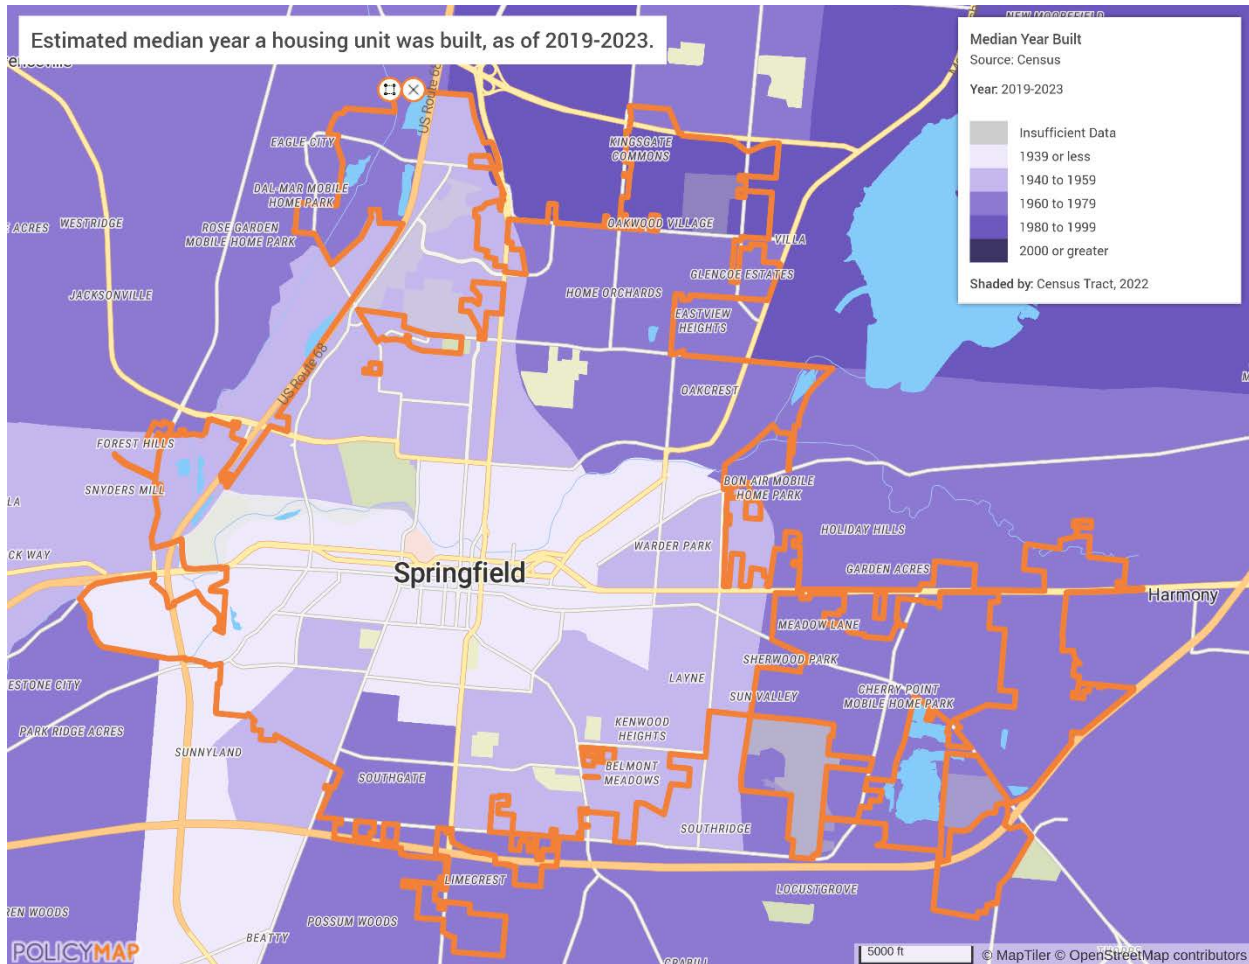 Estimated median year a housing unit was built, as of 2019-2023.
Median Year Built
Source: Census
Year: 2019-2023
Insufficient Data
1939 or less
1940 to 1959
1960 to 1979
1980 to 1999
2000 or greater
Shaded by: Census Tract, 2022
US Route 68
EAGLE CITY
KINGSGATE
COMMONS
DAL-MAR MOBILE
HOME PARK
WESTRIDGE
ACRES
ROSE GARDEN
MOBILE HOME PARK
OAKWOOD VILLAGE
VILLA
GLENCOE ESTATES
JACKSONVILLE
HOME ORCHARDS
EASTVIEW
HEIGHTS
US Route 68
OAKCREST
FOREST HILLS
SNYDERS MILL
BON AIR MOBILE
HOME PARK
HOLIDAY HILLS
WARDER PARK
CK WAY
Springfield
GARDEN ACRES
Harmony
MEADOW LANE
SHERWOOD PARK
LAYNE
SUN VALLEY
CHERRY POINT
MOBILE HOME PARK
ESTONE CITY
PARK RIDGE ACRES
SUNNYLAND
KENWOOD
HEIGHTS
SOUTHGATE
BELMONT
MEADOWS
SOUTHRIDGE
LIMECREST
LOCUSTGROVE
REN WOODS
POSSUM WOODS
BEATTY
POLICYMAP
5000 ft
© MapTiler © OpenStreetMap contributors